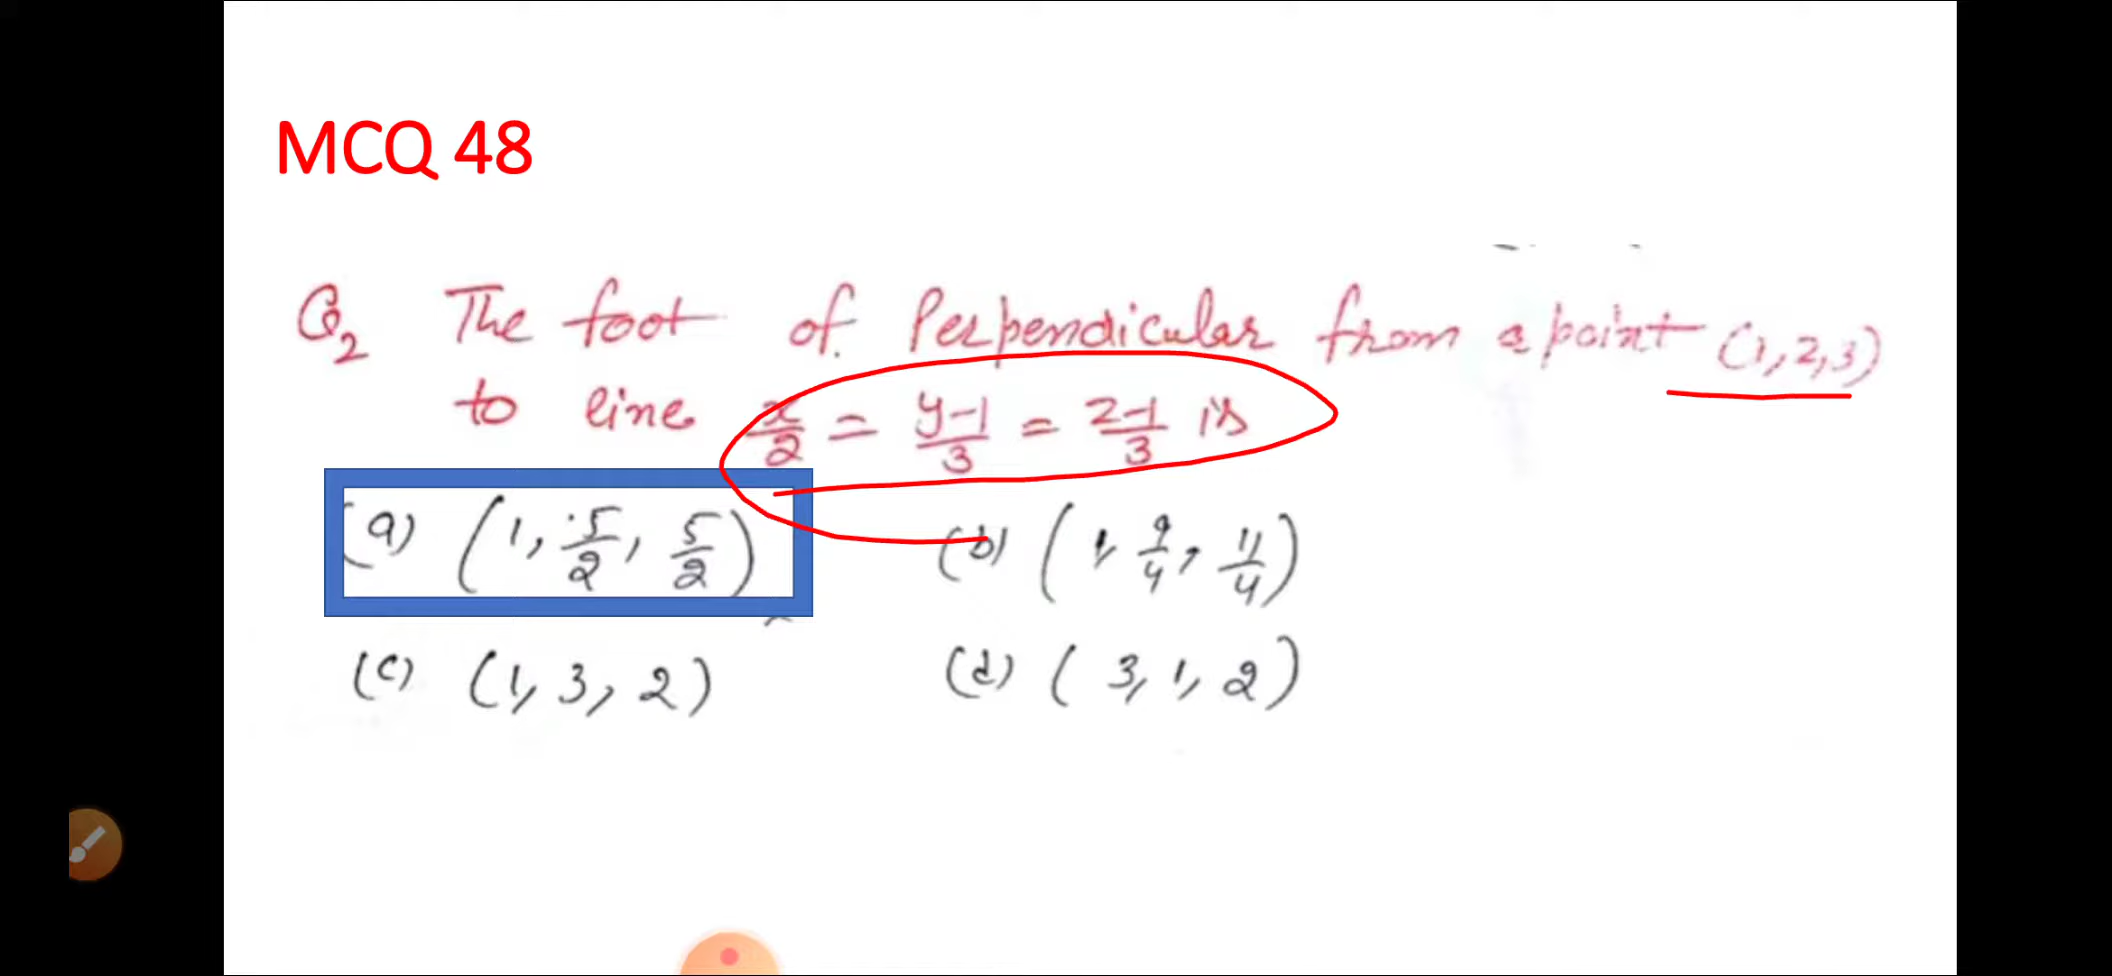 MCQ 48
Q2 The foot of Perpendicular from a point (1,2,3)
to line x/2 = y-1/3 = z-1/3 is
(a) (1, 5/2, 5/2) (b) (1, 9/4, 11/4)
(c) (1, 3, 2) (d) (3, 1, 2)